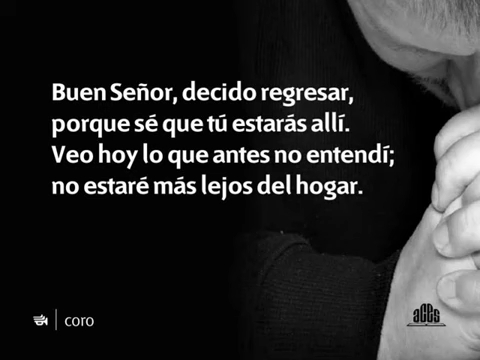 Buen Señor, decido regresar,
porque sé que tú estarás allí.
Veo hoy lo que antes no entendí;
no estaré más lejos del hogar.
coro
aces